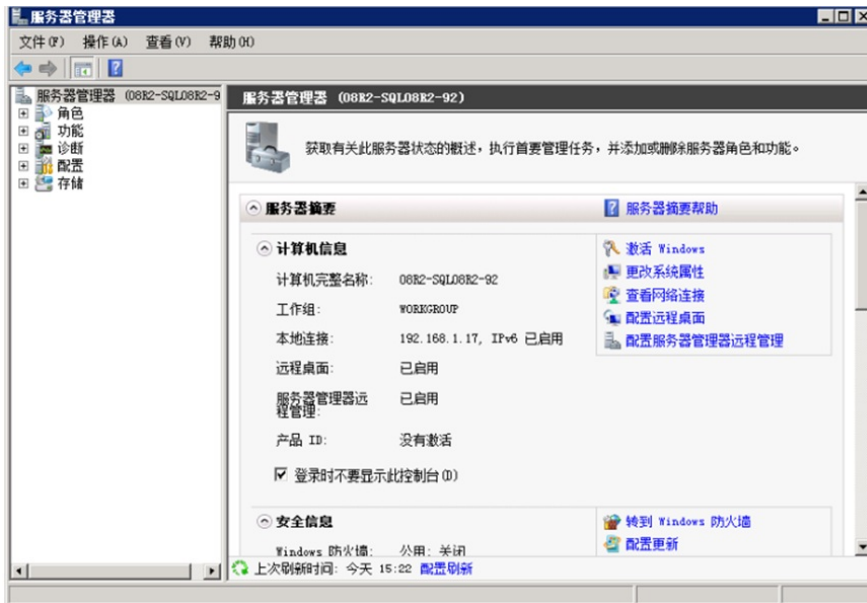 服务器管理器
文件(F) 操作(A) 查看(V) 帮助(H)
服务器管理器 (08R2-SQL08R2-9
角色
功能
诊断
配置
存储
服务器管理器 (08R2-SQL08R2-92)
获取有关此服务器状态的概述，执行首要管理任务，并添加或删除服务器角色和功能。
服务器摘要
服务器摘要帮助
计算机信息
计算机完整名称: 08R2-SQL08R2-92
工作组: WORKGROUP
本地连接: 192.168.1.17, IPv6 已启用
远程桌面: 已启用
服务器管理器远
程管理: 已启用
产品 ID: 没有激活
登录时不要显示此控制台(D)
激活 Windows
更改系统属性
查看网络连接
配置远程桌面
配置服务器管理器远程管理
安全信息
Windows 防火墙: 公用: 关闭
转到 Windows 防火墙
配置更新
上次刷新时间: 今天 15:22 配置刷新